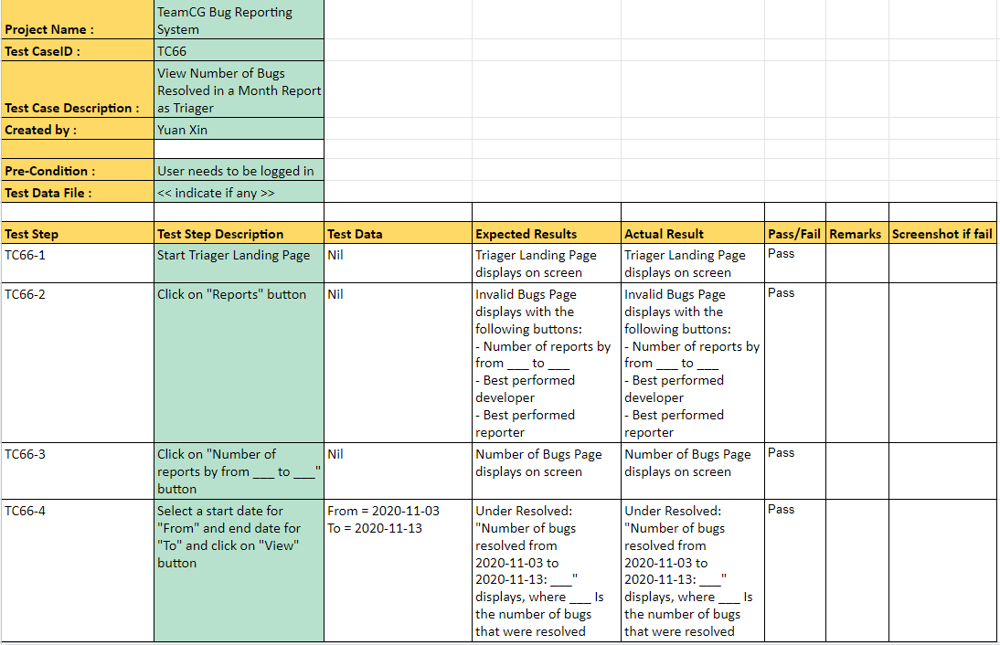 TeamCG Bug Reporting
Project Name : System
Test CaseID : TC66
View Number of Bugs
Resolved in a Month Report
Test Case Description : as Triager
Created by : Yuan Xin
Pre-Condition : User needs to be logged in
Test Data File : << indicate if any >>
Test Step Test Step Description Test Data Expected Results Actual Result Pass/Fail Remarks Screenshot if fail
TC66-1 Start Triager Landing Page Nil Triager Landing Page Triager Landing Page Pass
displays on screen displays on screen
TC66-2 Click on "Reports" button Nil Invalid Bugs Page Invalid Bugs Page Pass
displays with the displays with the
following buttons: following buttons:
- Number of reports by - Number of reports by
from ___ to ___ from ___ to ___
- Best performed - Best performed
developer developer
- Best performed - Best performed
reporter reporter
TC66-3 Click on "Number of Nil Number of Bugs Page Number of Bugs Page Pass
reports by from ___ to ___" displays on screen displays on screen
button
TC66-4 Select a start date for From = 2020-11-03 Under Resolved: Under Resolved: Pass
"From" and end date for To = 2020-11-13 "Number of bugs "Number of bugs
"To" and click on "View" resolved from resolved from
button 2020-11-03 to 2020-11-03 to
2020-11-13: ___" 2020-11-13: ___"
displays, where ___ Is displays, where ___ Is
the number of bugs the number of bugs
that were resolved that were resolved